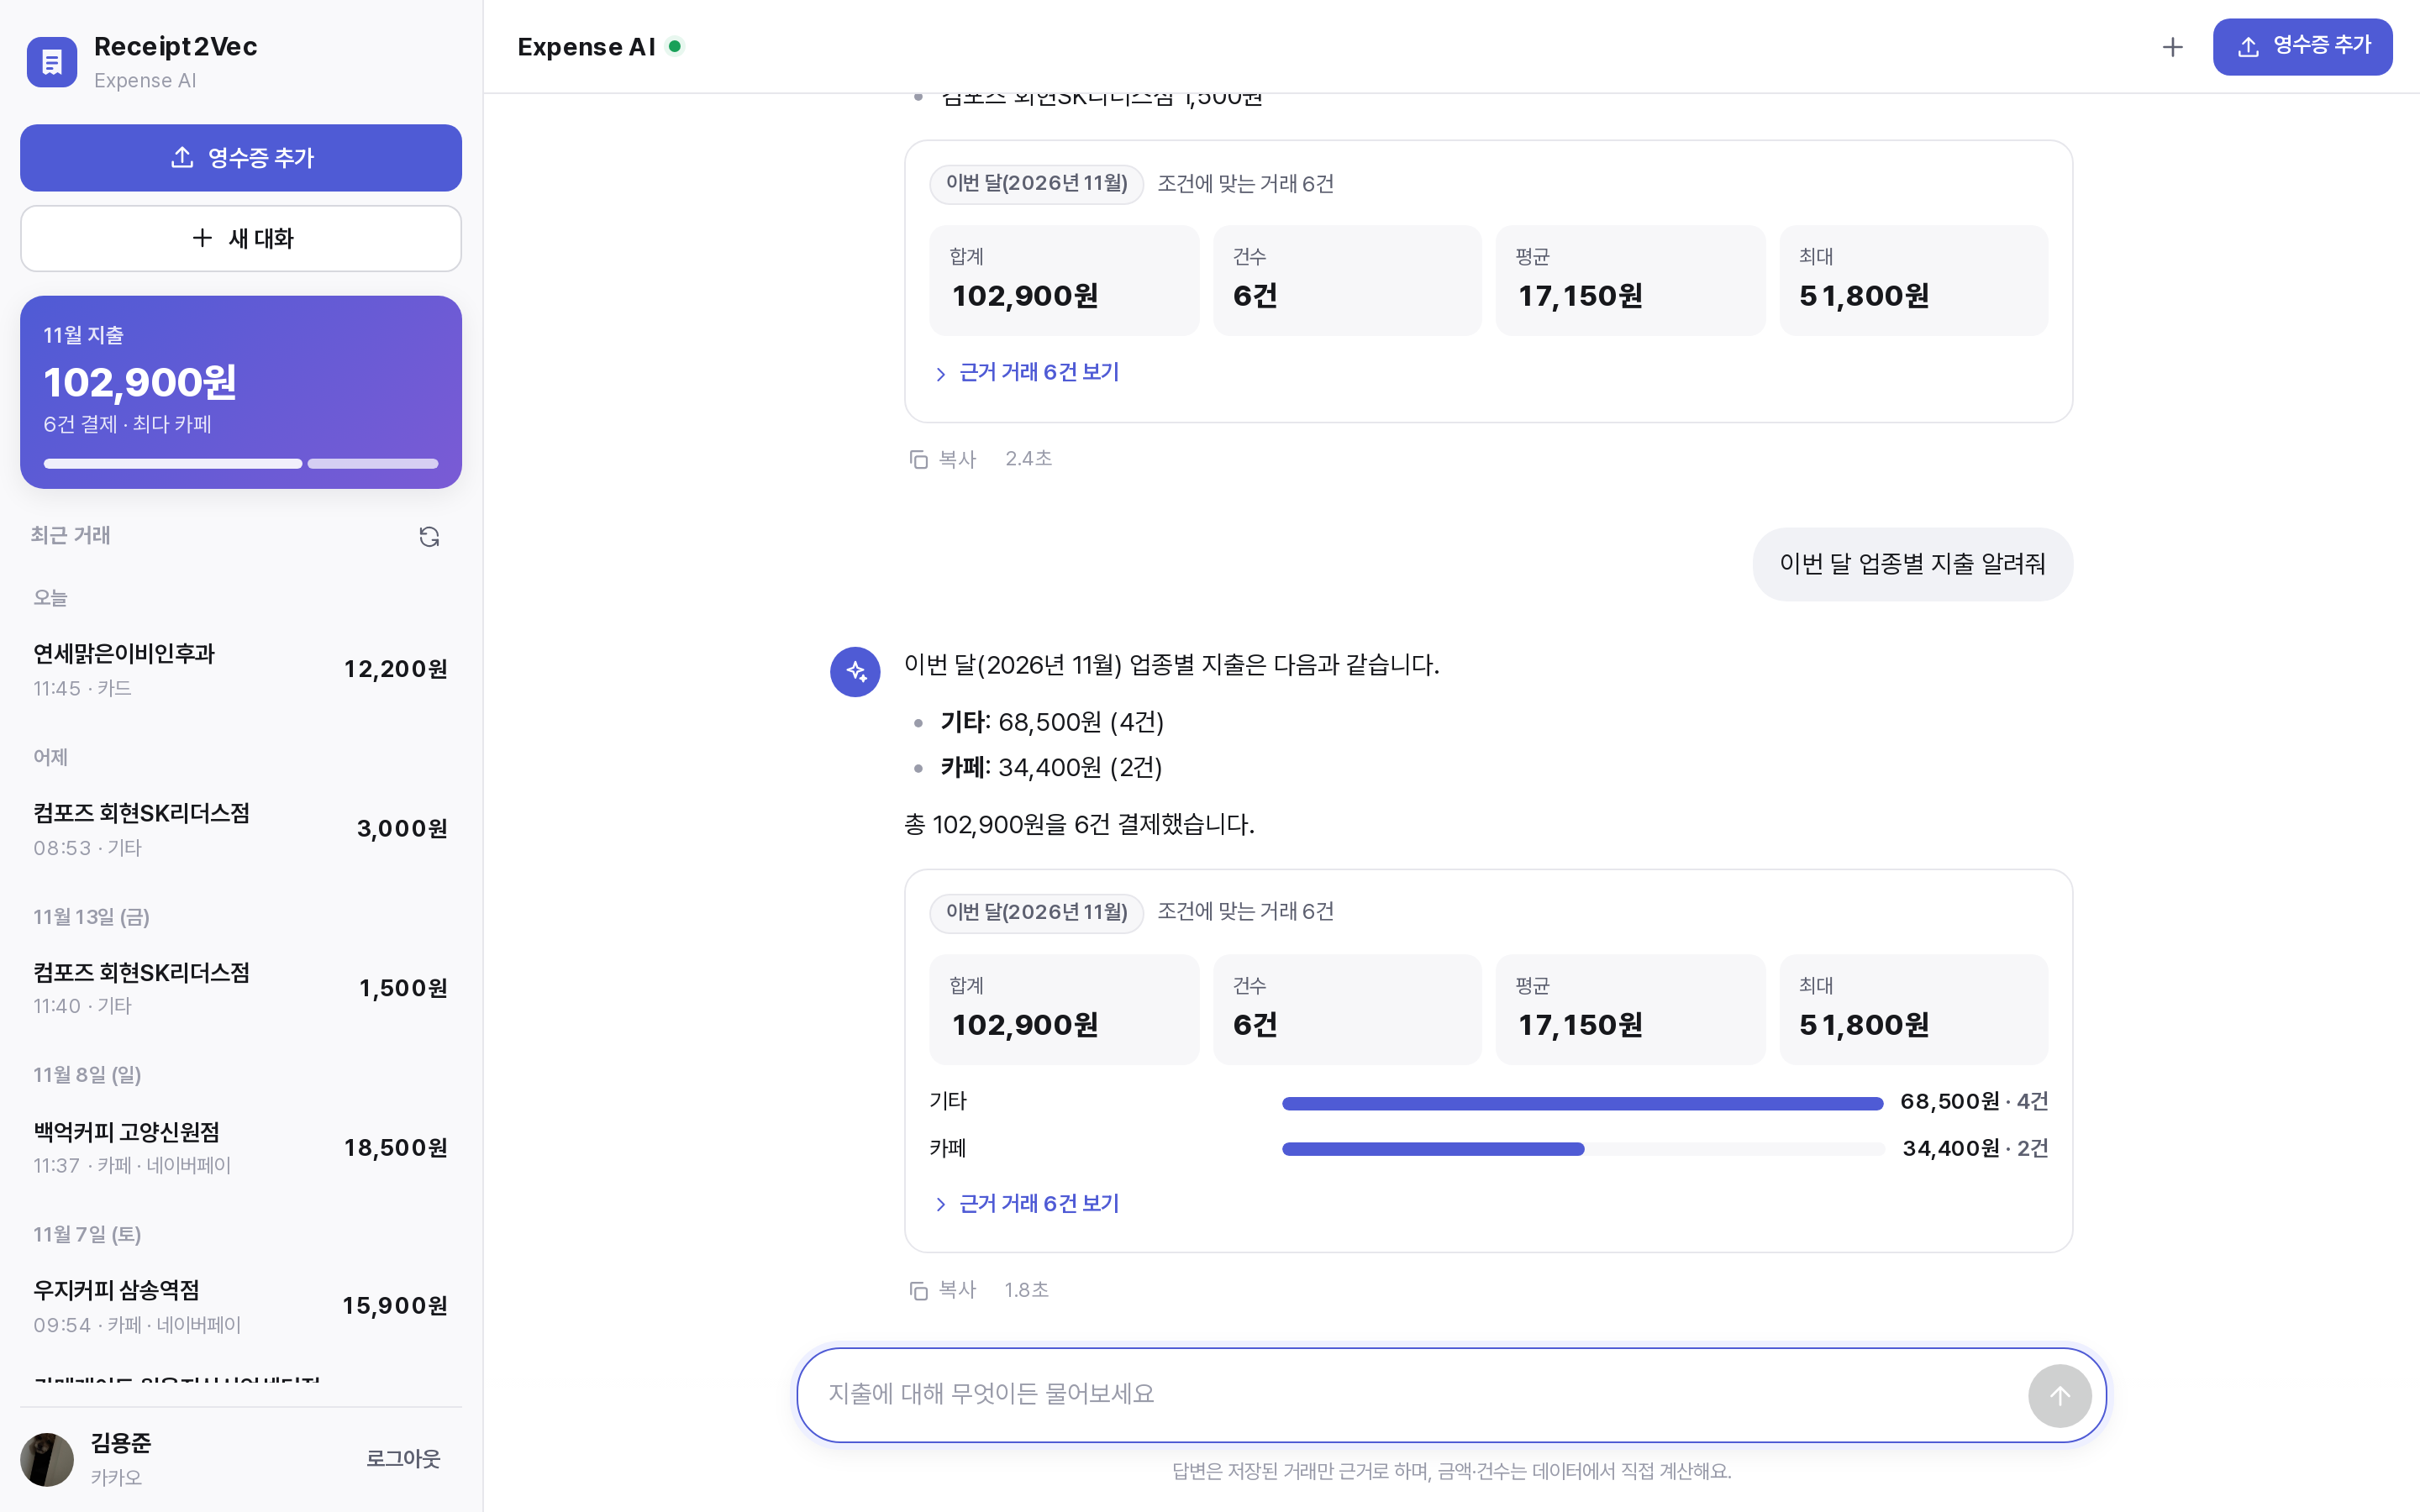 Receipt2Vec
Expense AI
영수증 추가
새 대화
11월 지출
102,900원
6건 결제 · 최다 카페
최근 거래
오늘
연세맑은이비인후과
12,200원
11:45 · 카드
어제
컴포즈 회현SK리더스점
3,000원
08:53 · 기타
11월 13일 (금)
컴포즈 회현SK리더스점
1,500원
11:40 · 기타
11월 8일 (일)
백억커피 고양신원점
18,500원
11:37 · 카페 · 네이버페이
11월 7일 (토)
우지커피 삼송역점
15,900원
09:54 · 카페 · 네이버페이
김용준
카카오
로그아웃
Expense AI
영수증 추가
컴포즈 회현SK리더스점 1,500원
이번 달(2026년 11월) 조건에 맞는 거래 6건
합계 건수 평균 최대
102,900원 6건 17,150원 51,800원
근거 거래 6건 보기
복사 2.4초
이번 달 업종별 지출 알려줘
이번 달(2026년 11월) 업종별 지출은 다음과 같습니다.
기타: 68,500원 (4건)
카페: 34,400원 (2건)
총 102,900원을 6건 결제했습니다.
이번 달(2026년 11월) 조건에 맞는 거래 6건
합계 건수 평균 최대
102,900원 6건 17,150원 51,800원
기타 68,500원 · 4건
카페 34,400원 · 2건
근거 거래 6건 보기
복사 1.8초
지출에 대해 무엇이든 물어보세요
답변은 저장된 거래만 근거로 하며, 금액·건수는 데이터에서 직접 계산해요.